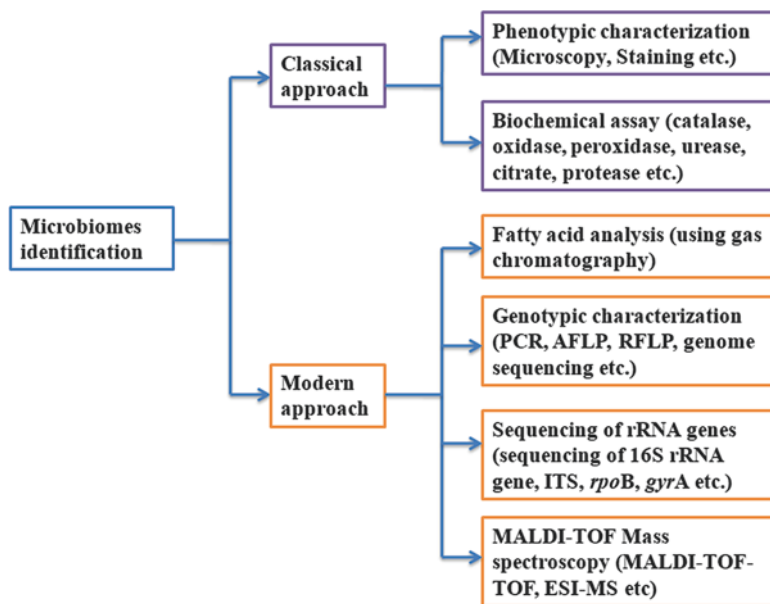 Microbiomes
identification
Classical
approach
Phenotypic characterization
(Microscopy, Staining etc.)
Biochemical assay (catalase,
oxidase, peroxidase, urease,
citrate, protease etc.)
Modern
approach
Fatty acid analysis (using gas
chromatography)
Genotypic characterization
(PCR, AFLP, RFLP, genome
sequencing etc.)
Sequencing of rRNA genes
(sequencing of 16S rRNA
gene, ITS, rpoB, gyrA etc.)
MALDI-TOF Mass
spectroscopy (MALDI-TOF-
TOF, ESI-MS etc)